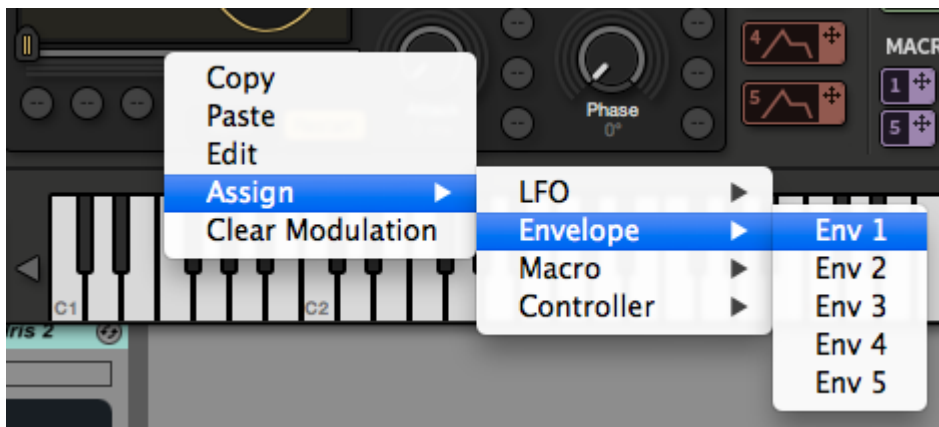 4
MACR
1
5
5
Phase
0°
Copy
Paste
Edit
Assign
Clear Modulation
LFO
Envelope
Macro
Controller
Env 1
Env 2
Env 3
Env 4
Env 5
C1
C2
ris 2